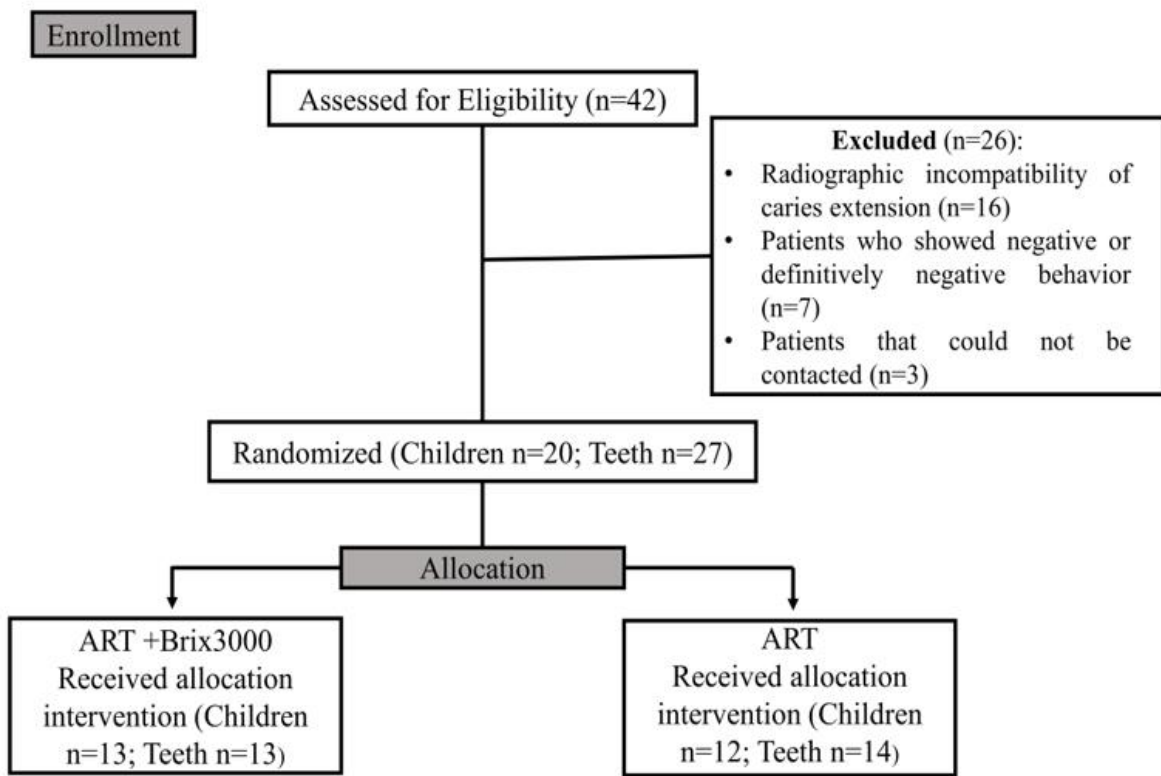 Enrollment
Assessed for Eligibility (n=42)
Excluded (n=26):
• Radiographic incompatibility of
caries extension (n=16)
• Patients who showed negative or
definitively negative behavior
(n=7)
• Patients that could not be
contacted (n=3)
Randomized (Children n=20; Teeth n=27)
Allocation
ART +Brix3000
Received allocation
intervention (Children
n=13; Teeth n=13)
ART
Received allocation
intervention (Children
n=12; Teeth n=14)